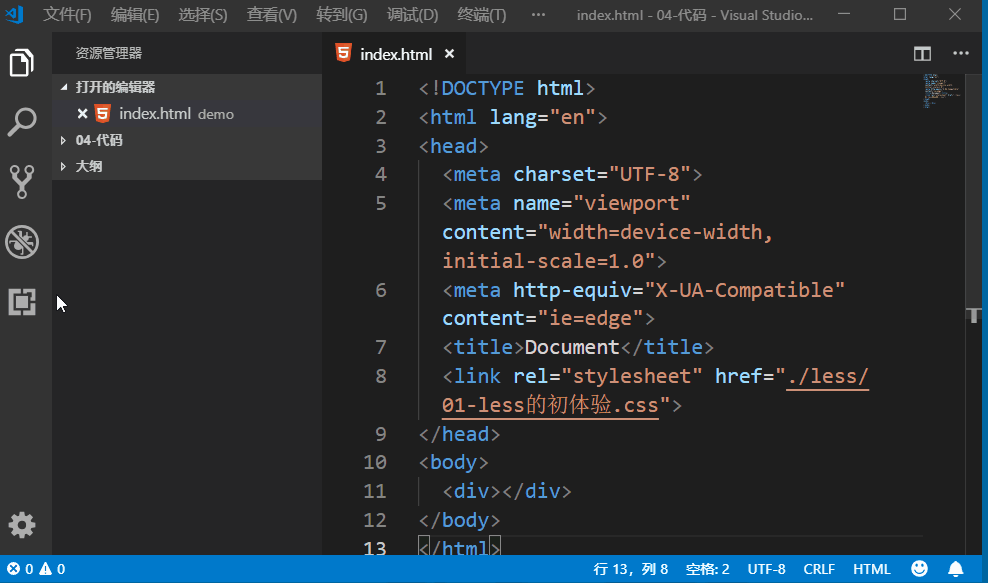 文件(F) 编辑(E) 选择(S) 查看(V) 转到(G) 调试(D) 终端(T) ··· index.html - 04-代码 - Visual Studio...
资源管理器
打开的编辑器
index.html demo
04-代码
大纲
index.html
1 <!DOCTYPE html>
2 <html lang="en">
3 <head>
4 <meta charset="UTF-8">
5 <meta name="viewport"
content="width=device-width,
initial-scale=1.0">
6 <meta http-equiv="X-UA-Compatible"
content="ie=edge">
7 <title>Document</title>
8 <link rel="stylesheet" href="./less/
01-less的初体验.css">
9 </head>
10 <body>
11 <div></div>
12 </body>
13 </html>
0 0 行 13，列 8 空格: 2 UTF-8 CRLF HTML